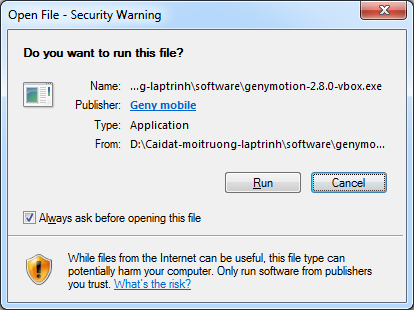 Open File - Security Warning
Do you want to run this file?
Name: ...g-laptrinh\software\genymotion-2.8.0-vbox.exe
Publisher: Geny mobile
Type: Application
From: D:\Caidat-moitruong-laptrinh\software\genymo...
Run Cancel
Always ask before opening this file
While files from the Internet can be useful, this file type can
potentially harm your computer. Only run software from publishers
you trust. What's the risk?